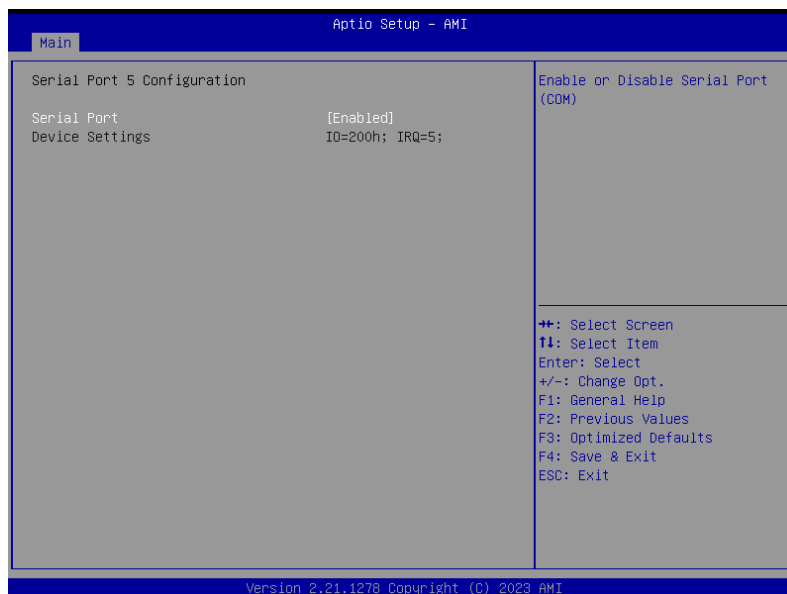 Aptio Setup – AMI
Main
Serial Port 5 Configuration
Serial Port [Enabled]
Device Settings IO=200h; IRQ=5;
Enable or Disable Serial Port
(COM)
→←: Select Screen
↑↓: Select Item
Enter: Select
+/-: Change Opt.
F1: General Help
F2: Previous Values
F3: Optimized Defaults
F4: Save & Exit
ESC: Exit
Version 2.21.1278 Copyright (C) 2023 AMI